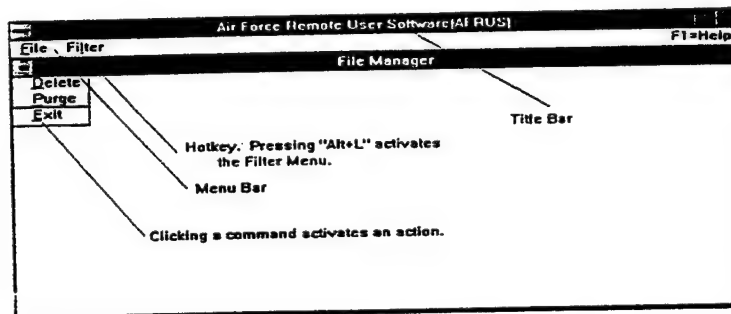 Air Force Remote User Software(AFRUS)
File Filter
F1=Help
File Manager
Delete
Purge
Exit
Title Bar
Hotkey. Pressing "Alt+L" activates
the Filter Menu.
Menu Bar
Clicking a command activates an action.